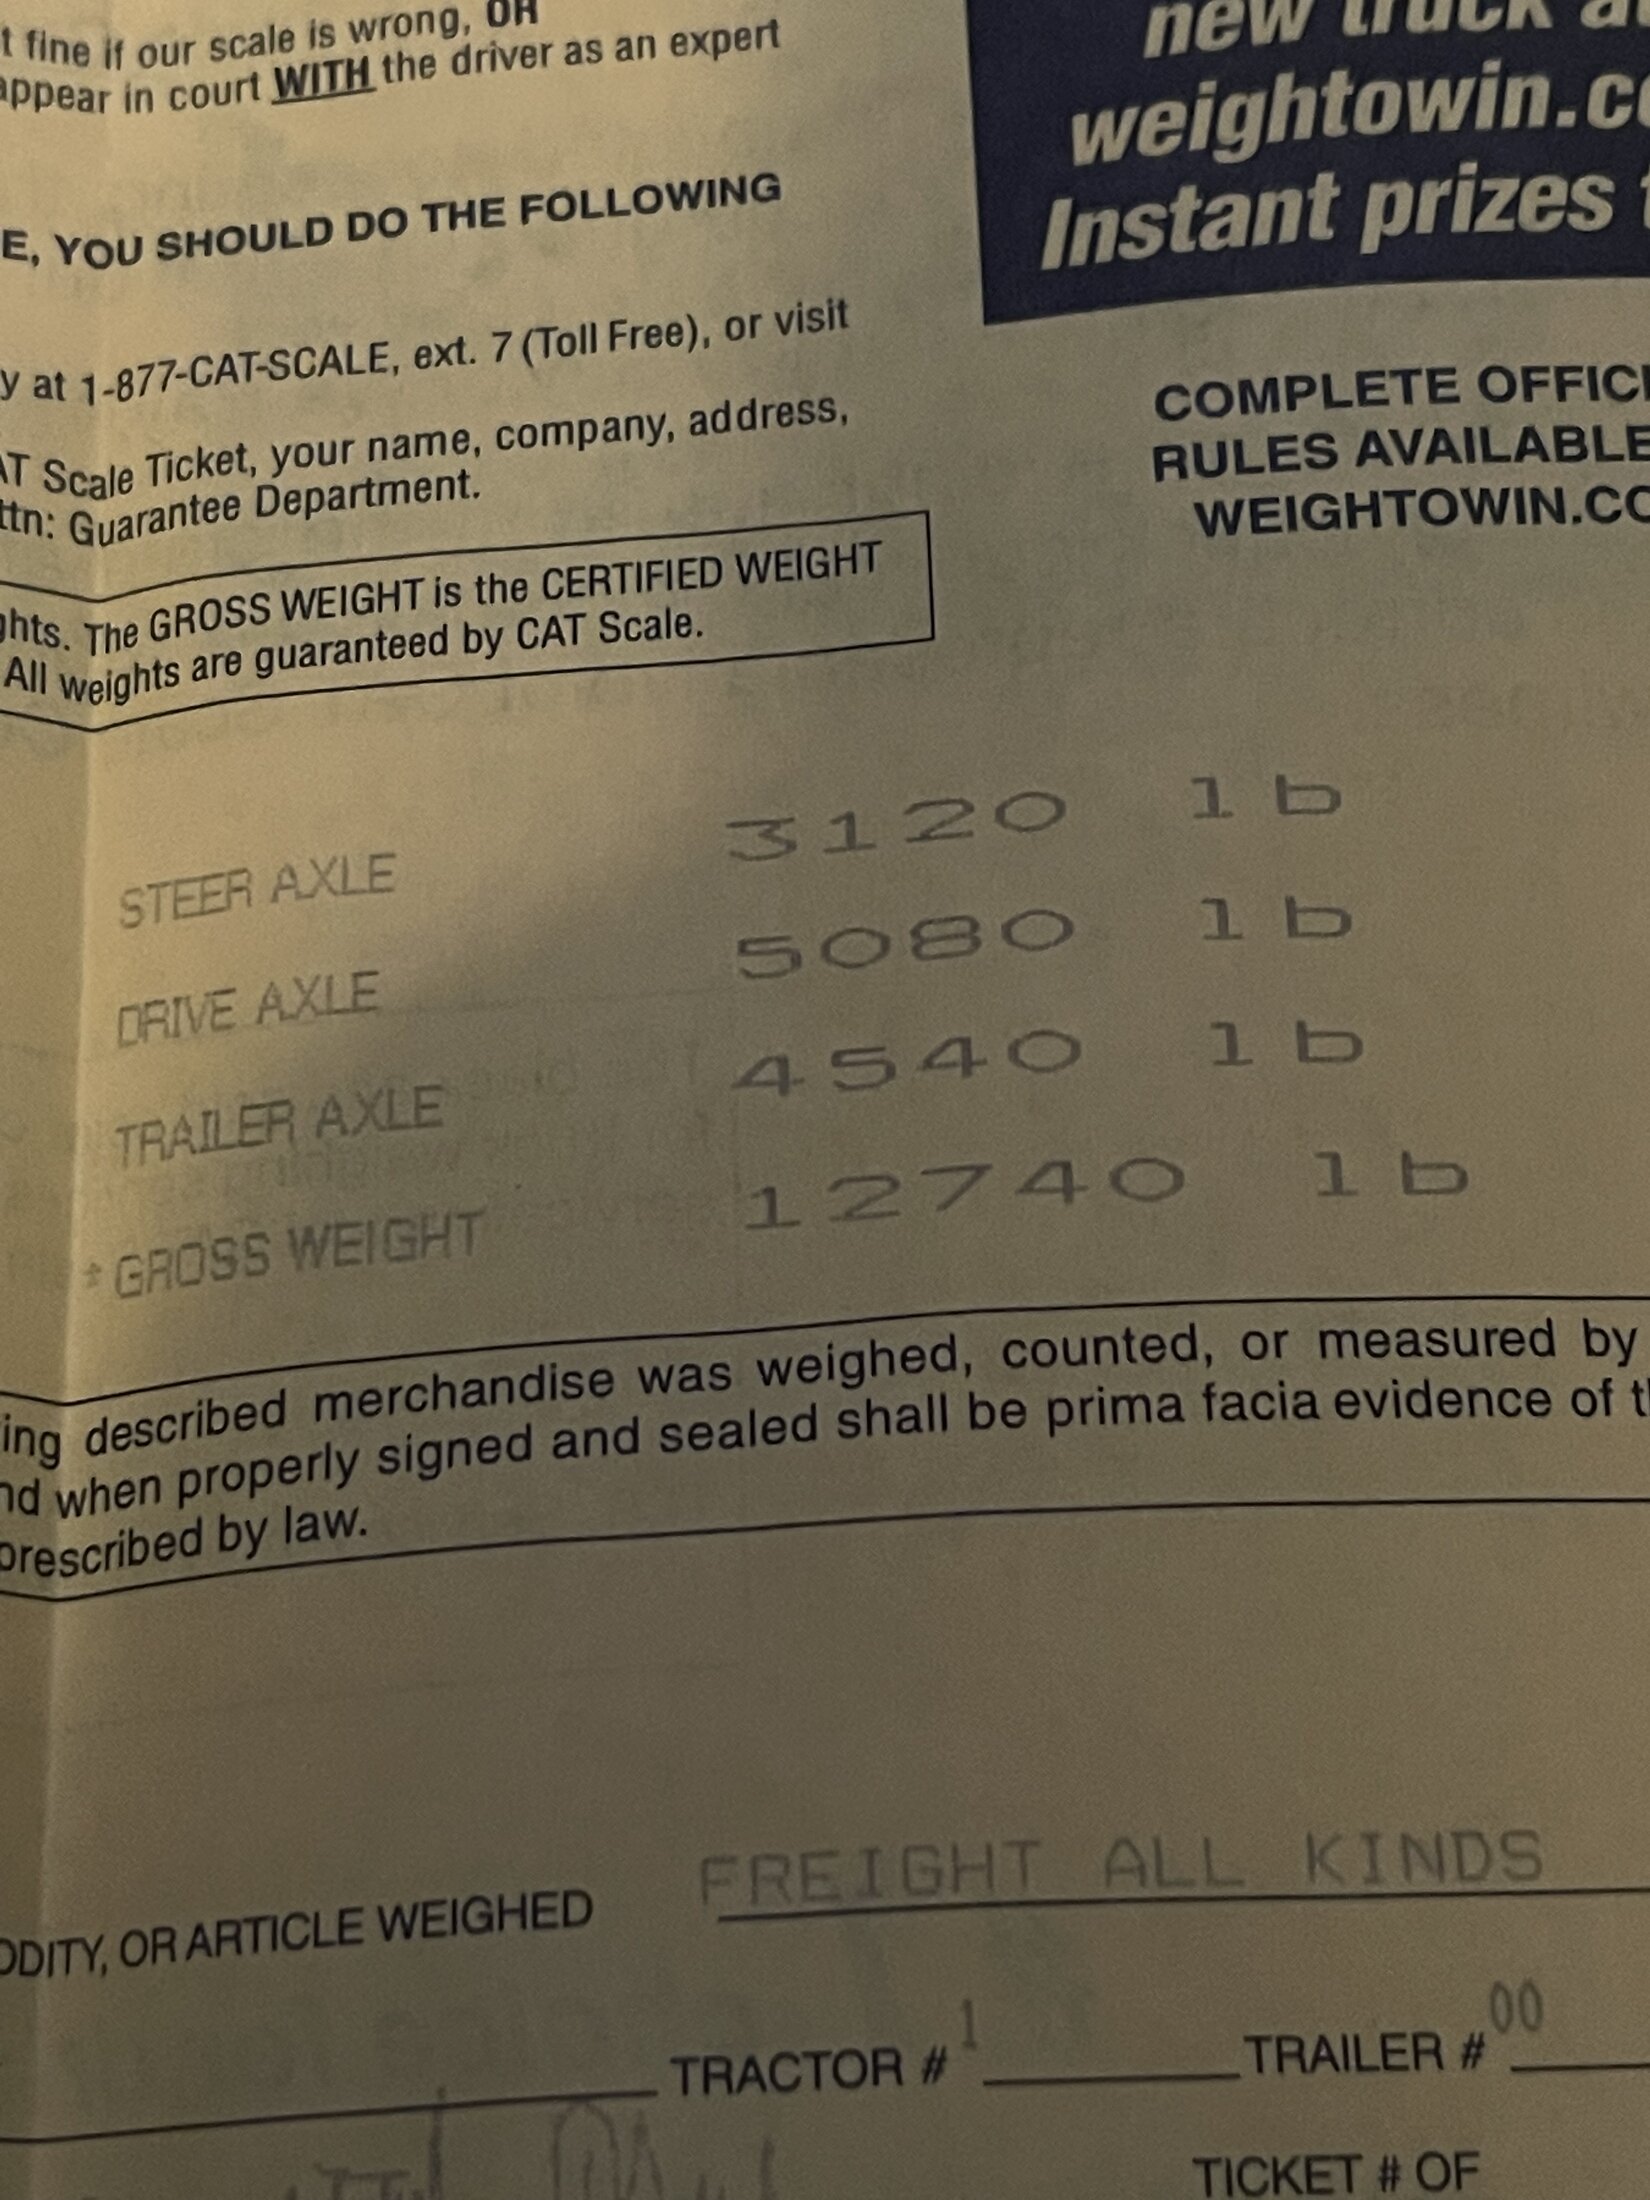 t fine if our scale is wrong, OR
appear in court WITH the driver as an expert
new truck a
weightowin.co
Instant prizes t
E, YOU SHOULD DO THE FOLLOWING
y at 1-877-CAT-SCALE, ext. 7 (Toll Free), or visit
AT Scale Ticket, your name, company, address,
ttn: Guarantee Department.
COMPLETE OFFICI
RULES AVAILABLE
WEIGHTOWIN.CO
ghts. The GROSS WEIGHT is the CERTIFIED WEIGHT
All weights are guaranteed by CAT Scale.
STEER AXLE 3120 lb
DRIVE AXLE 5080 lb
TRAILER AXLE 4540 lb
* GROSS WEIGHT 12740 lb
ing described merchandise was weighed, counted, or measured by
nd when properly signed and sealed shall be prima facia evidence of th
prescribed by law.
ODITY, OR ARTICLE WEIGHED FREIGHT ALL KINDS
TRACTOR # 1 TRAILER # 00
TICKET # OF